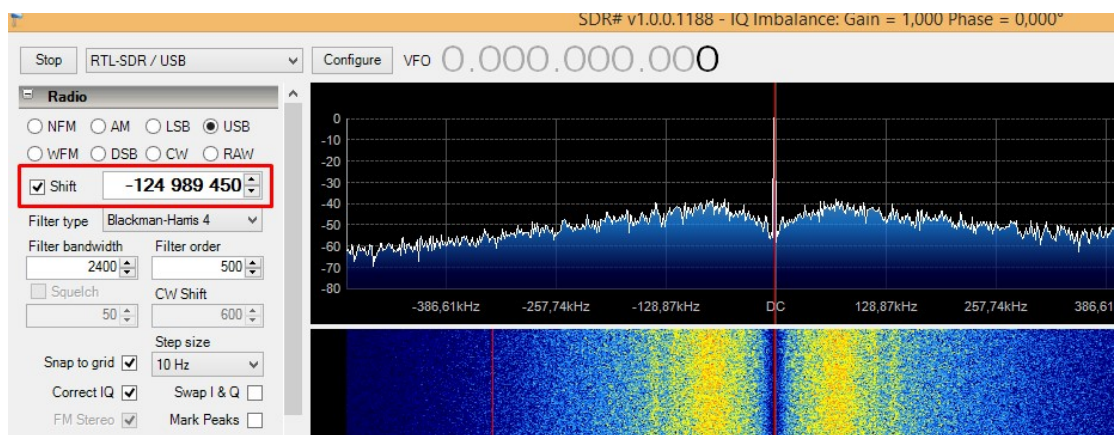 SDR# v1.0.0.1188 - IQ Imbalance: Gain = 1,000 Phase = 0,000°
Stop RTL-SDR / USB Configure VFO 0.000.000.000
Radio
NFM AM LSB USB
WFM DSB CW RAW
Shift -124 989 450
Filter type Blackman-Harris 4
Filter bandwidth Filter order
2400 500
Squelch CW Shift
50 600
Step size
Snap to grid 10 Hz
Correct IQ Swap I & Q
FM Stereo Mark Peaks
0
-10
-20
-30
-40
-50
-60
-70
-80
-386,61kHz -257,74kHz -128,87kHz DC 128,87kHz 257,74kHz 386,61